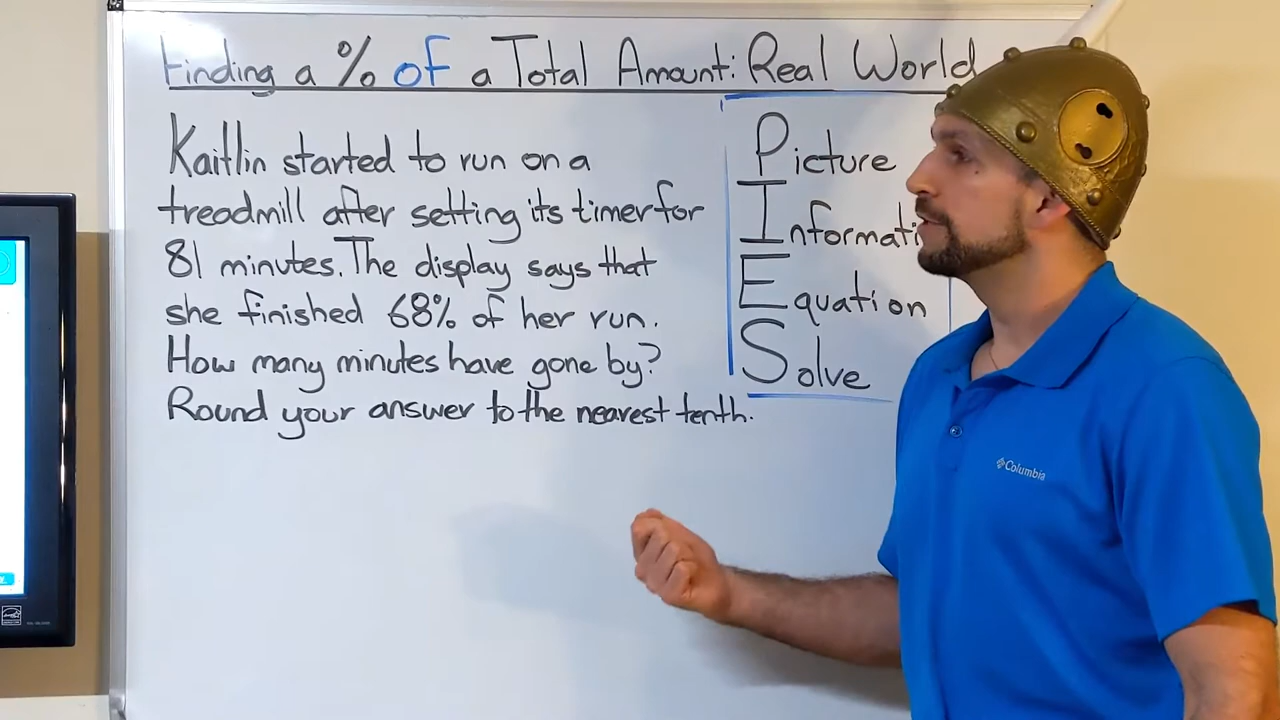 Finding a % of a Total Amount: Real World
Kaitlin started to run on a
treadmill after setting its timer for
81 minutes. The display says that
she finished 68% of her run.
How many minutes have gone by?
Round your answer to the nearest tenth.
Picture
Informati
Equation
Solve
Columbia